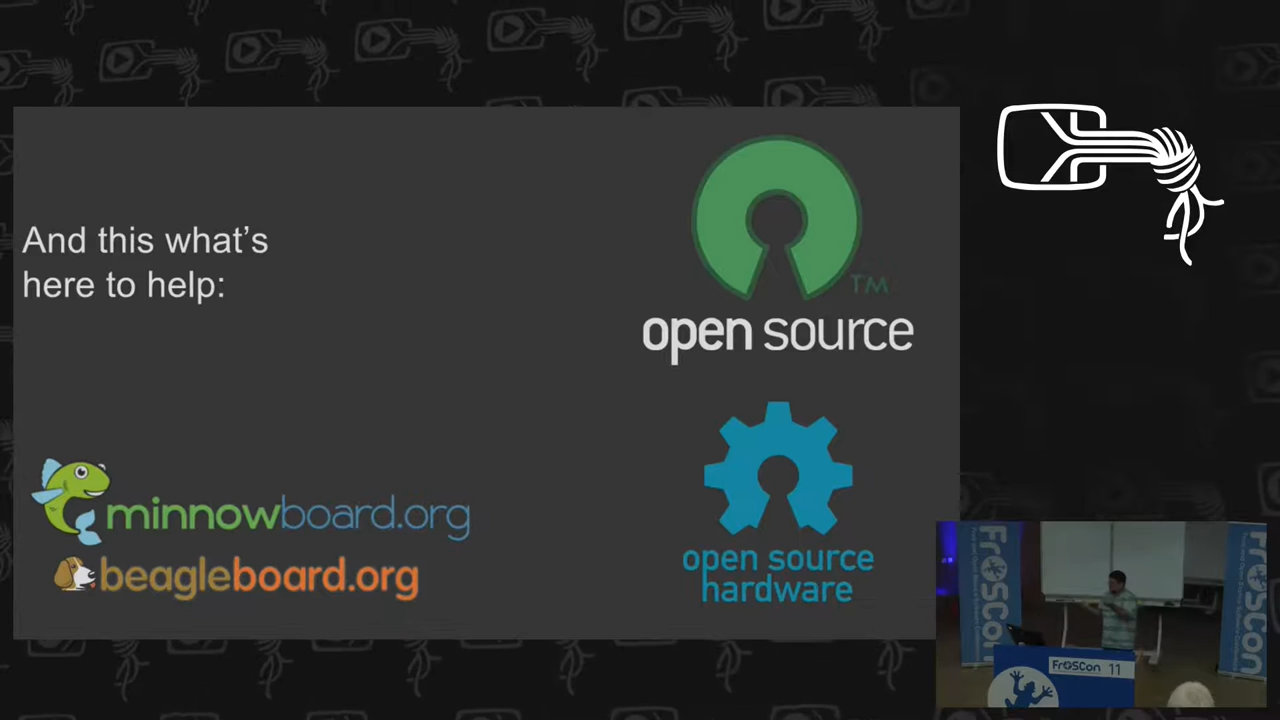 And this what's
here to help:
TM
open source
minnowboard.org
beagleboard.org
open source
hardware
FrOSCon
FrOSCon
FrOSCon 11